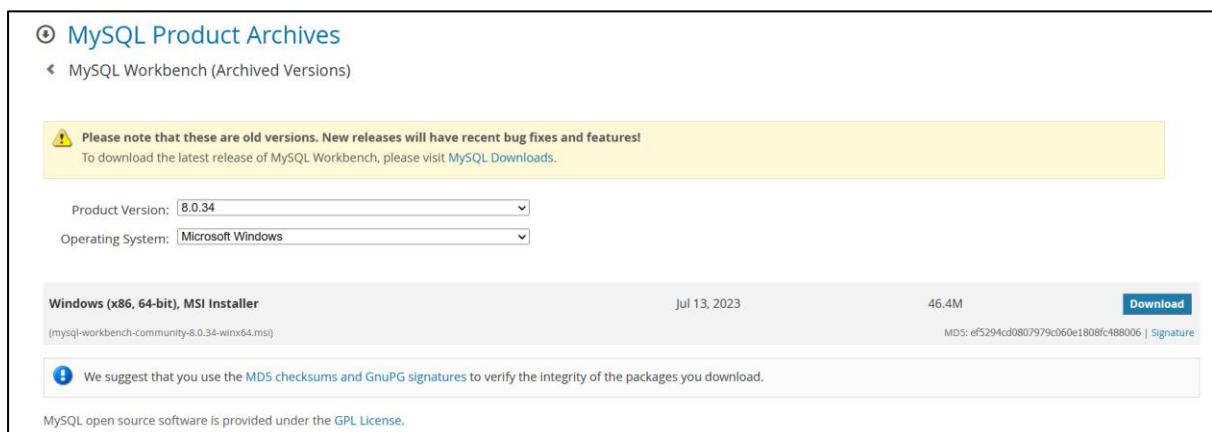 MySQL Product Archives
MySQL Workbench (Archived Versions)
Please note that these are old versions. New releases will have recent bug fixes and features!
To download the latest release of MySQL Workbench, please visit MySQL Downloads.
Product Version: 8.0.34
Operating System: Microsoft Windows
Windows (x86, 64-bit), MSI Installer Jul 13, 2023 46.4M Download
(mysql-workbench-community-8.0.34-winx64.msi) MD5: ef5294cd0807979c060e1808fc488006 | Signature
We suggest that you use the MD5 checksums and GnuPG signatures to verify the integrity of the packages you download.
MySQL open source software is provided under the GPL License.